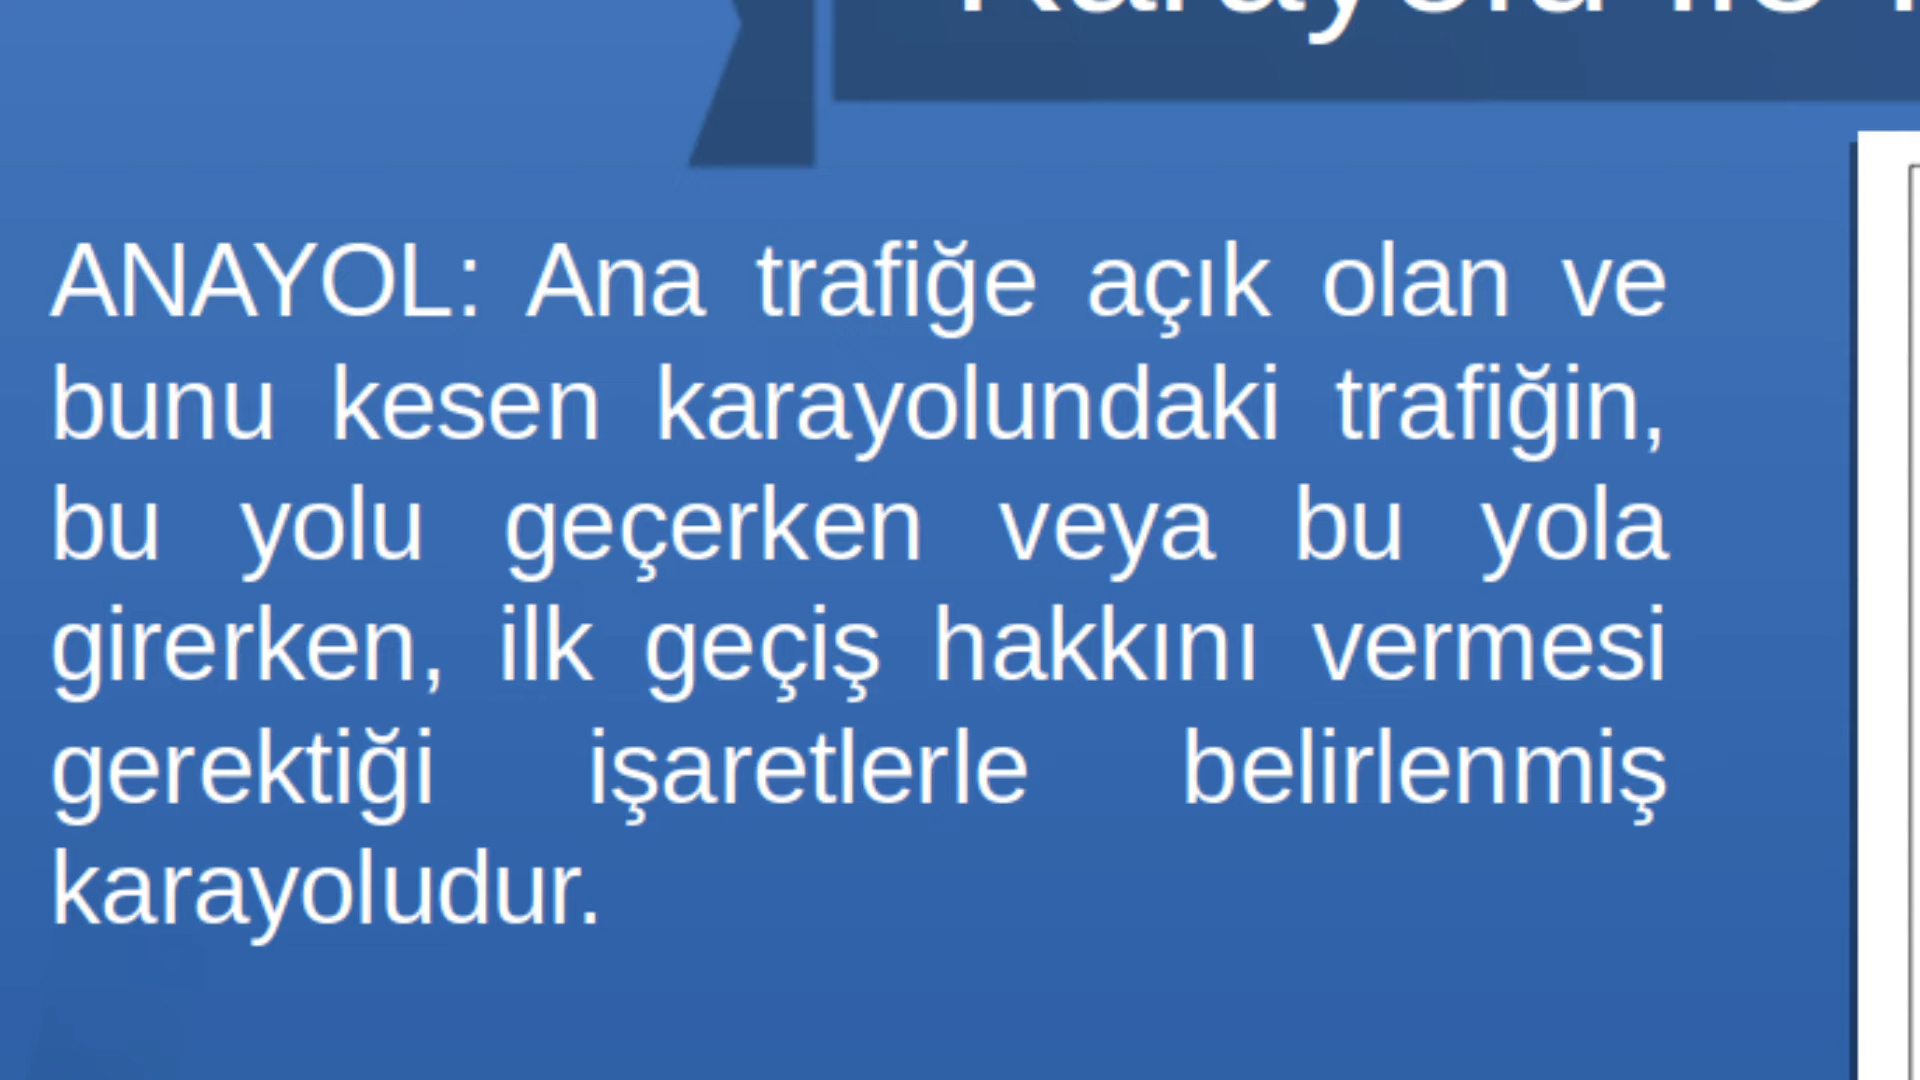 ANAYOL: Ana trafiğe açık olan ve
bunu kesen karayolundaki trafiğin,
bu yolu geçerken veya bu yola
girerken, ilk geçiş hakkını vermesi
gerektiği işaretlerle belirlenmiş
karayoludur.